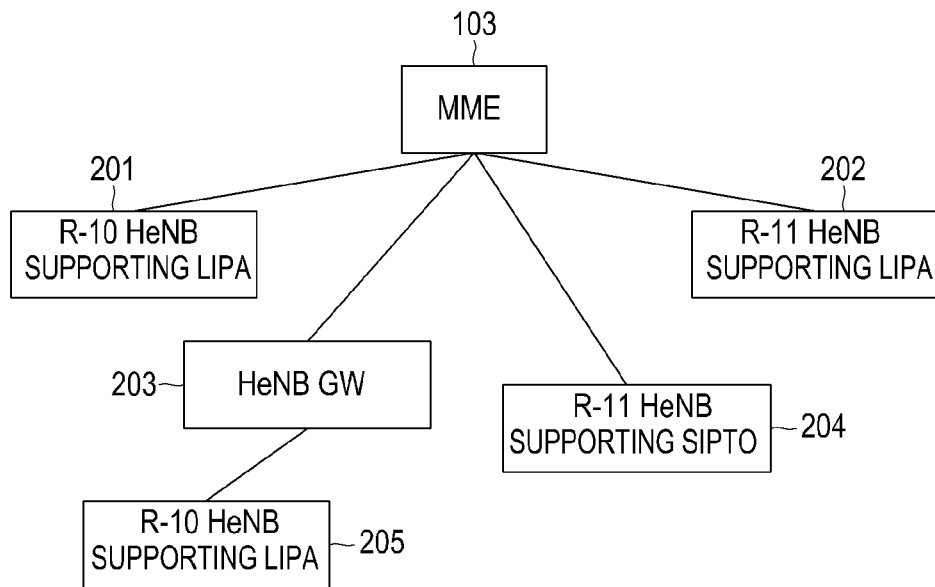 103
MME
201
R-10 HeNB
SUPPORTING LIPA
202
R-11 HeNB
SUPPORTING LIPA
203
HeNB GW
R-11 HeNB
SUPPORTING SIPTO
204
R-10 HeNB
SUPPORTING LIPA
205